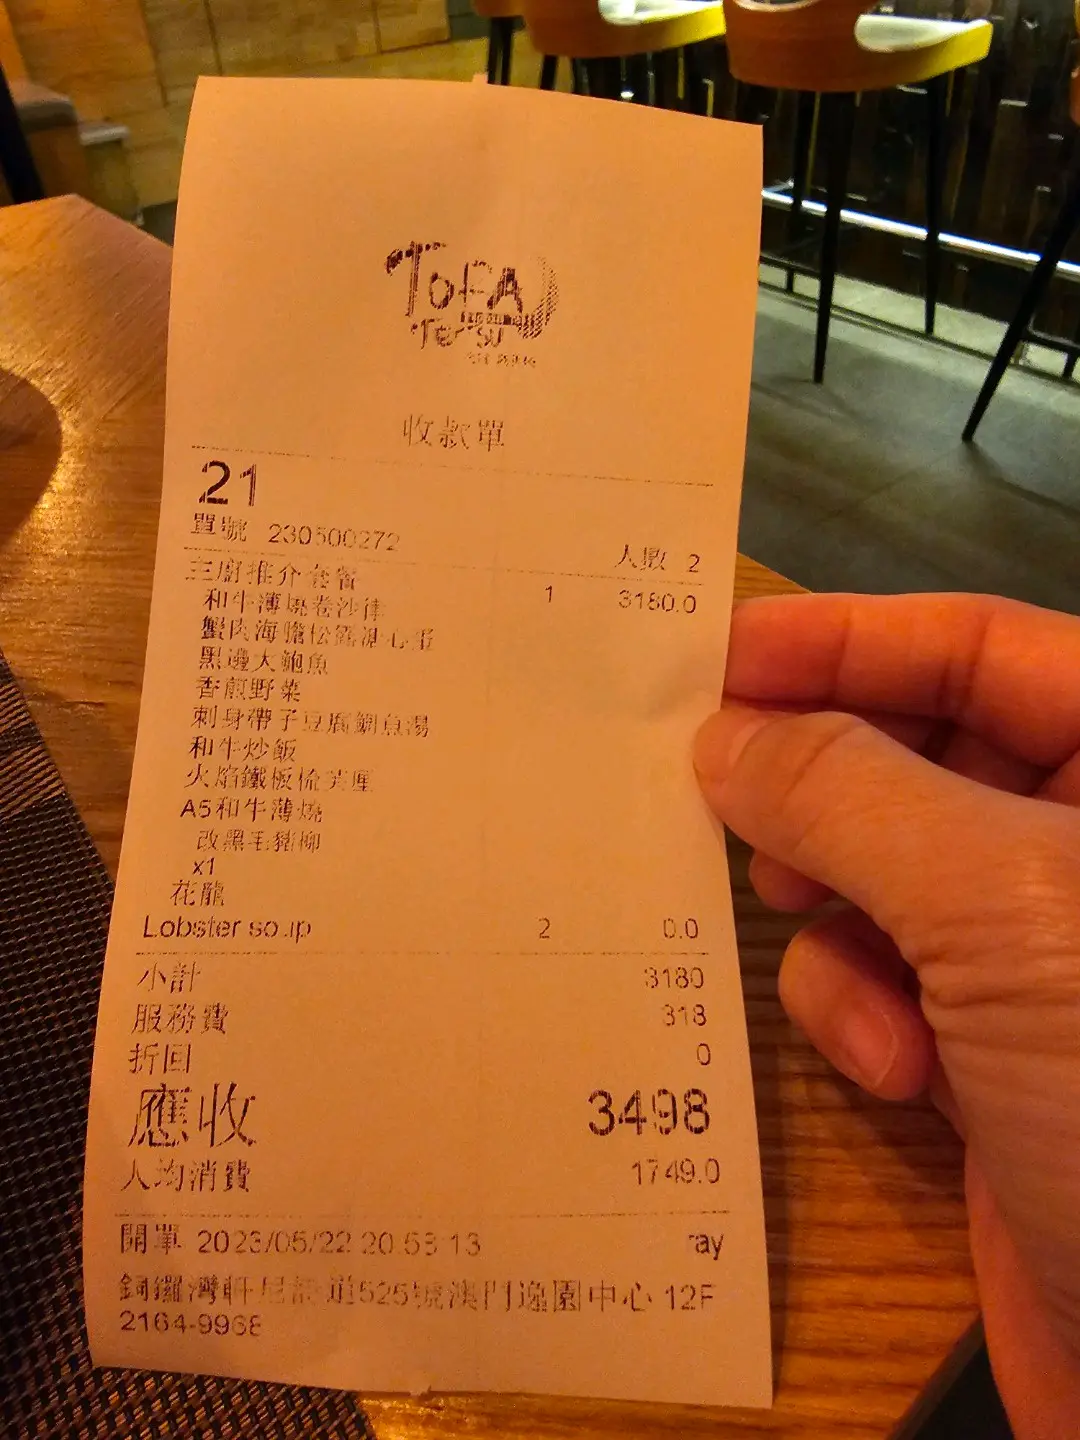 TOFA
收款單
21
單號 230500272 人數 2
主廚推介套餐 1 3180.0
和牛薄燒卷沙律
蟹肉海膽松露溏心蛋
黑邊大鮑魚
香煎野菜
刺身帶子豆腐鯛魚湯
和牛炒飯
火焰鐵板梳芙厘
A5和牛薄燒
改黑毛豬柳
x1
花龍
Lobster soup 2 0.0
小計 3180
服務費 318
折回 0
應收 3498
人均消費 1749.0
開單 2023/05/22 20:53:13 ray
銅鑼灣軒尼詩道525號澳門逸園中心 12F
2164-9968